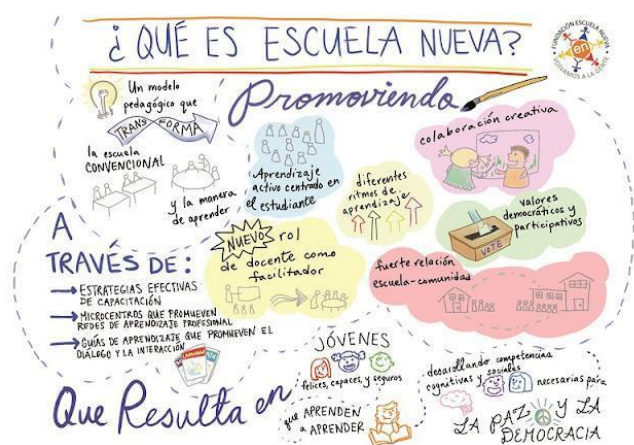 ¿QUÉ ES ESCUELA NUEVA?
FUNDACIÓN ESCUELA NUEVA
VOLVAMOS A LA GENTE
en
Un modelo
pedagógico que
TRANSFORMA
la escuela
CONVENCIONAL
y la manera
de aprender
Promoviendo
Aprendizaje
activo centrado en
el estudiante
diferentes
ritmos de
aprendizaje
colaboración creativa
valores
democráticos y
participativos
VOTE
¡NUEVO rol
de docente como
facilitador
fuerte relación
escuela-comunidad
A
TRAVÉS DE:
ESTRATEGIAS EFECTIVAS
DE CAPACITACIÓN
MICROCENTROS QUE PROMUEVEN
REDES DE APRENDIZAJE PROFESIONAL
GUÍAS DE APRENDIZAJE QUE PROMUEVEN EL
DIÁLOGO Y LA INTERACCIÓN
Que Resulta en
JÓVENES
felices, capaces, y seguros
que APRENDEN
a APRENDER
desarollando competencias
cognitivas y sociales
necesarias para
LA PAZ Y LA
DEMOCRACIA